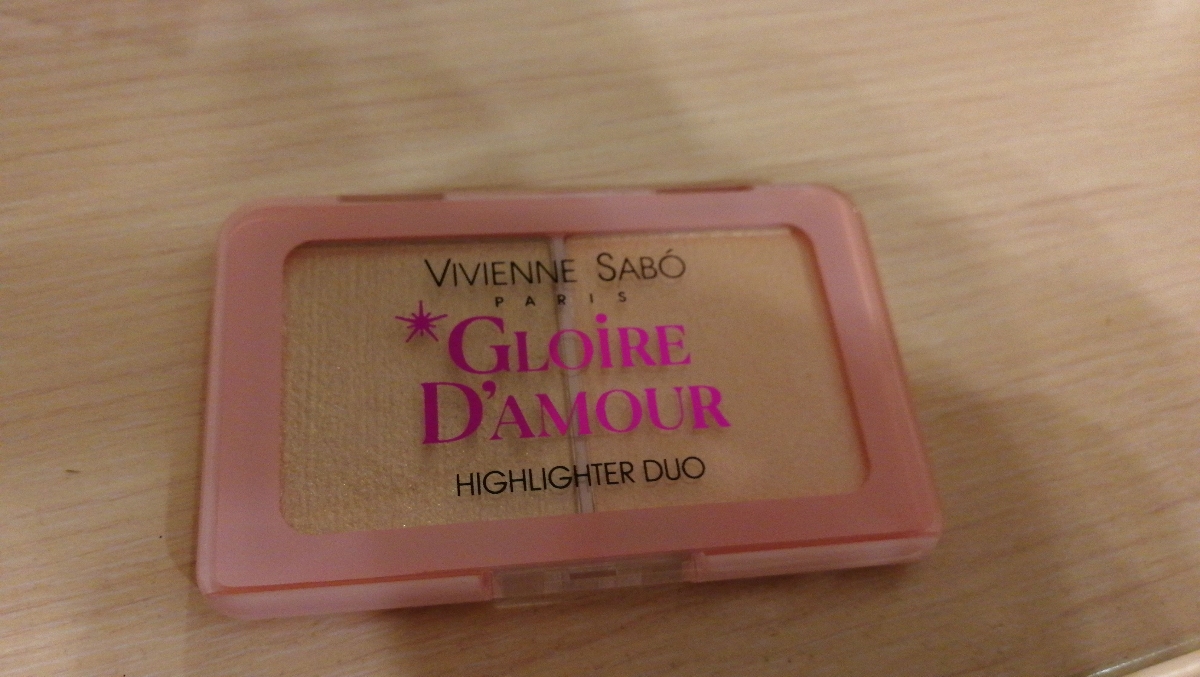 VIVIENNE SABÓ
PARIS
GLOIRE
D'AMOUR
HIGHLIGHTER DUO